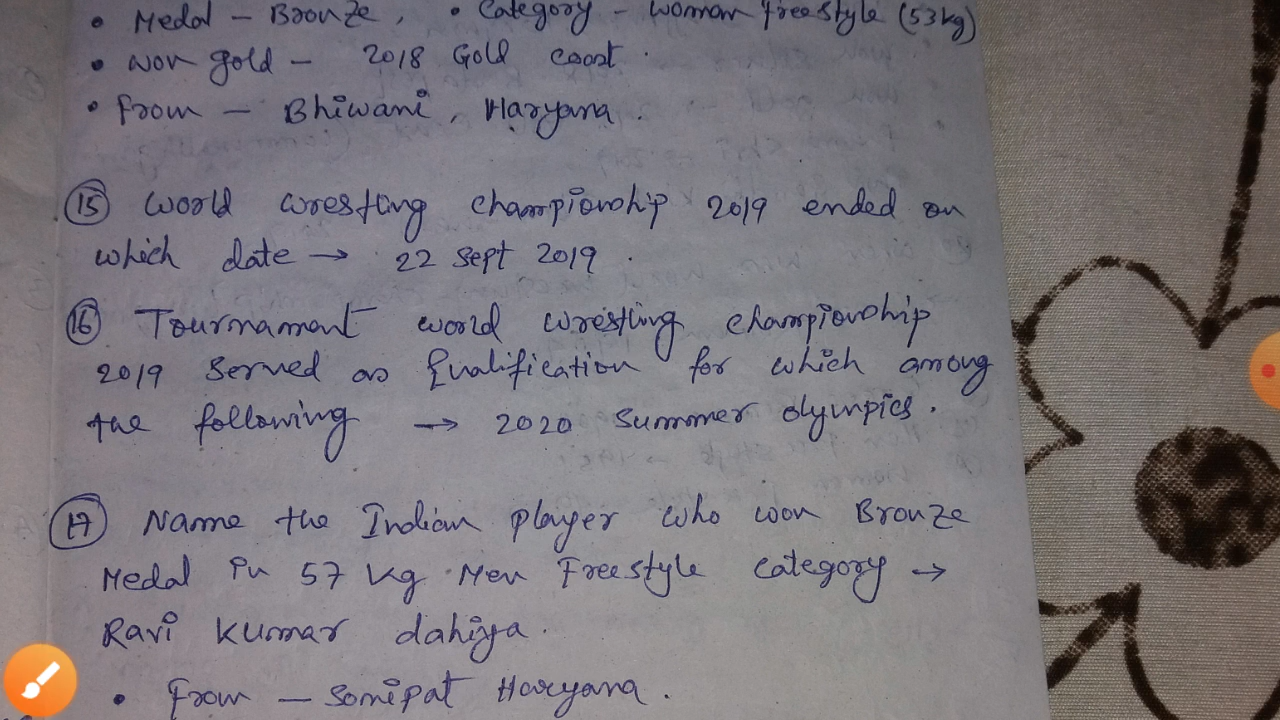 • Medal – Bronze, • Category – woman freestyle (53kg)
• won gold – 2018 Gold coast.
• From – Bhiwani, Haryana.
15 world wrestling championship 2019 ended on
which date → 22 Sept 2019.
16 Tournament world wrestling championship
2019 Served as Qualification for which among
the following → 2020 Summer olympics.
17 Name the Indian player who won Bronze
Medal in 57 Kg Men Freestyle category →
Ravi Kumar dahiya.
• From – Sonipat Haryana.